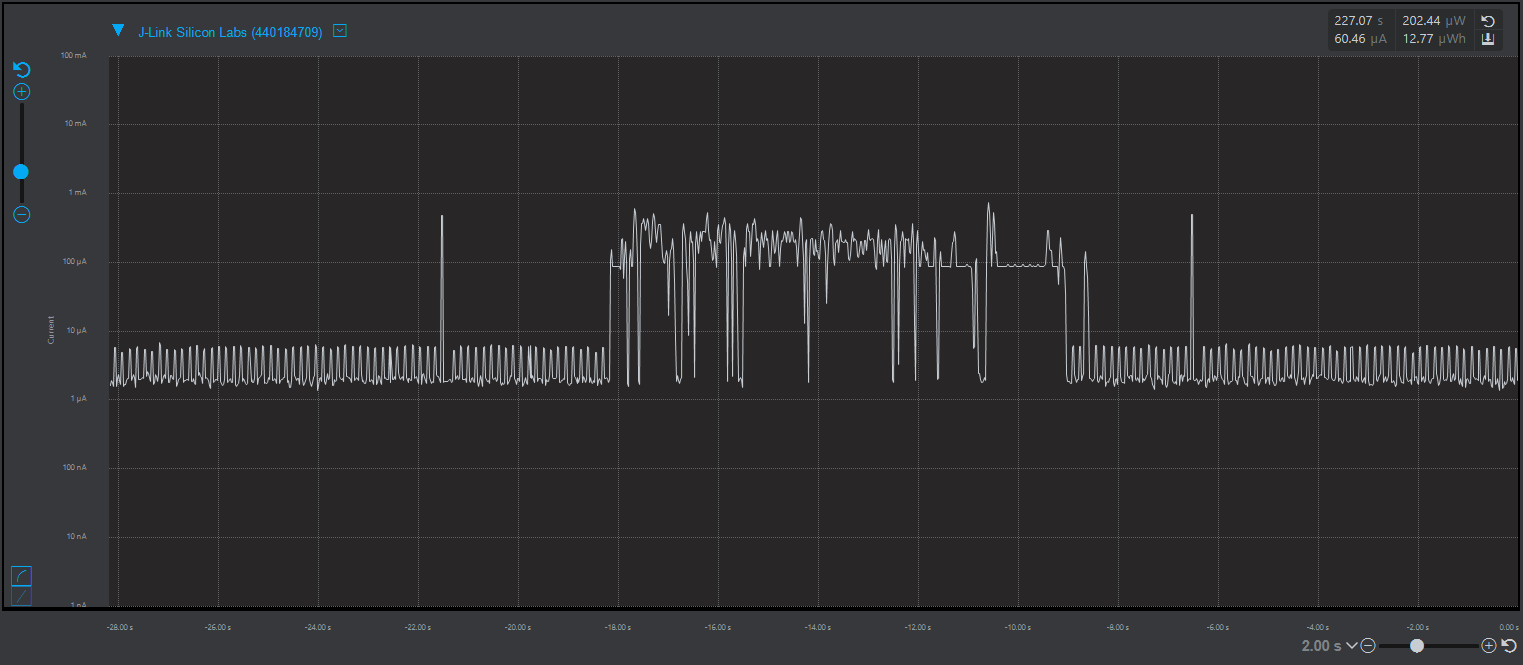 J-Link Silicon Labs (440184709)
227.07 s 202.44 µW
60.46 µA 12.77 µWh
100 mA
10 mA
1 mA
100 µA
10 µA
1 µA
100 nA
10 nA
1 nA
Current
-28.00 s -26.00 s -24.00 s -22.00 s -20.00 s -18.00 s -16.00 s -14.00 s -12.00 s -10.00 s -8.00 s -6.00 s -4.00 s -2.00 s 0.00 s
2.00 s